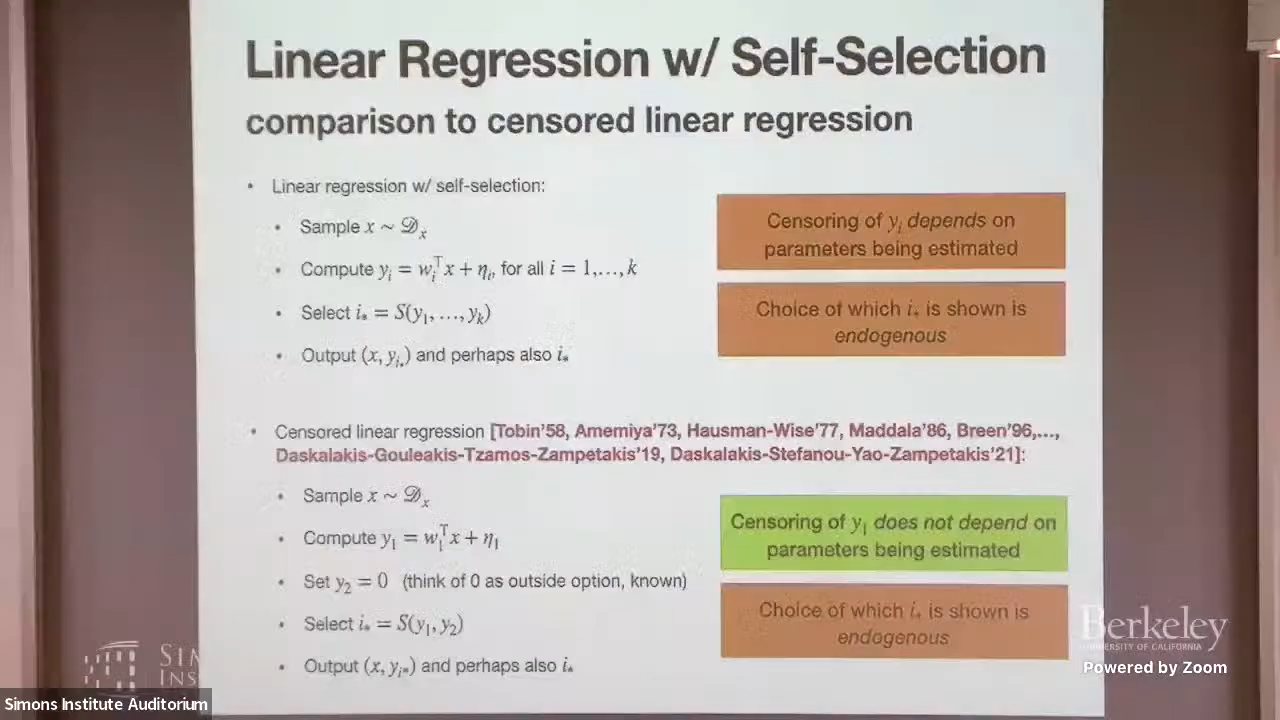 Linear Regression w/ Self-Selection
comparison to censored linear regression
• Linear regression w/ self-selection:
• Sample x ~ 𝒟ₓ
• Compute yᵢ = wᵢᵀx + ηᵢ, for all i = 1,…,k
• Select i* = S(y₁,…,yₖ)
• Output (x, yᵢ*) and perhaps also i*
Censoring of yᵢ depends on
parameters being estimated
Choice of which i* is shown is
endogenous
• Censored linear regression [Tobin'58, Amemiya'73, Hausman-Wise'77, Maddala'86, Breen'96,…,
Daskalakis-Gouleakis-Tzamos-Zampetakis'19, Daskalakis-Stefanou-Yao-Zampetakis'21]:
• Sample x ~ 𝒟ₓ
• Compute y₁ = w₁ᵀx + η₁
• Set y₂ = 0 (think of 0 as outside option, known)
• Select i* = S(y₁, y₂)
• Output (x, yᵢ*) and perhaps also i*
Censoring of y₁ does not depend on
parameters being estimated
Choice of which i* is shown is
endogenous
Berkeley
UNIVERSITY OF CALIFORNIA
Powered by Zoom
Simons Institute Auditorium